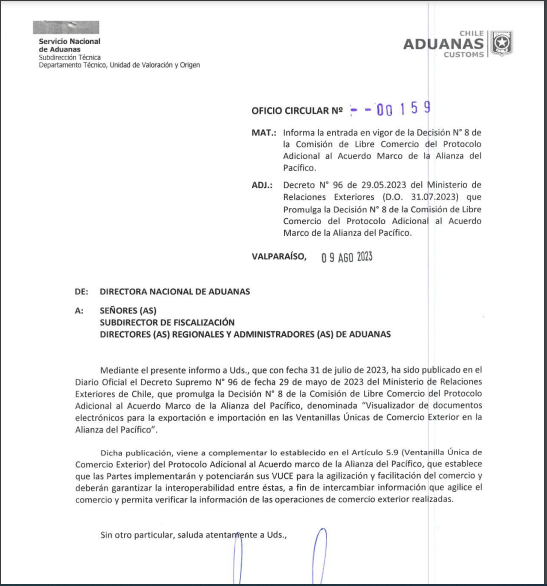 Servicio Nacional
de Aduanas
Subdirección Técnica
Departamento Técnico, Unidad de Valoración y Origen
CHILE
ADUANAS
CUSTOMS
OFICIO CIRCULAR Nº - - 00159
MAT.: Informa la entrada en vigor de la Decisión N° 8 de
la Comisión de Libre Comercio del Protocolo
Adicional al Acuerdo Marco de la Alianza del
Pacífico.
ADJ.: Decreto N° 96 de 29.05.2023 del Ministerio de
Relaciones Exteriores (D.O. 31.07.2023) que
Promulga la Decisión N° 8 de la Comisión de Libre
Comercio del Protocolo Adicional al Acuerdo
Marco de la Alianza del Pacífico.
VALPARAÍSO, 09 AGO 2023
DE: DIRECTORA NACIONAL DE ADUANAS
A: SEÑORES (AS)
SUBDIRECTOR DE FISCALIZACIÓN
DIRECTORES (AS) REGIONALES Y ADMINISTRADORES (AS) DE ADUANAS
Mediante el presente informo a Uds., que con fecha 31 de julio de 2023, ha sido publicado en el
Diario Oficial el Decreto Supremo N° 96 de fecha 29 de mayo de 2023 del Ministerio de Relaciones
Exteriores de Chile, que promulga la Decisión N° 8 de la Comisión de Libre Comercio del Protocolo
Adicional al Acuerdo Marco de la Alianza del Pacífico, denominada “Visualizador de documentos
electrónicos para la exportación e importación en las Ventanillas Únicas de Comercio Exterior en la
Alianza del Pacífico”.
Dicha publicación, viene a complementar lo establecido en el Artículo 5.9 (Ventanilla Única de
Comercio Exterior) del Protocolo Adicional al Acuerdo marco de la Alianza del Pacífico, que establece
que las Partes implementarán y potenciarán sus VUCE para la agilización y facilitación del comercio y
deberán garantizar la interoperabilidad entre éstas, a fin de intercambiar información que agilice el
comercio y permita verificar la información de las operaciones de comercio exterior realizadas.
Sin otro particular, saluda atentamente a Uds.,